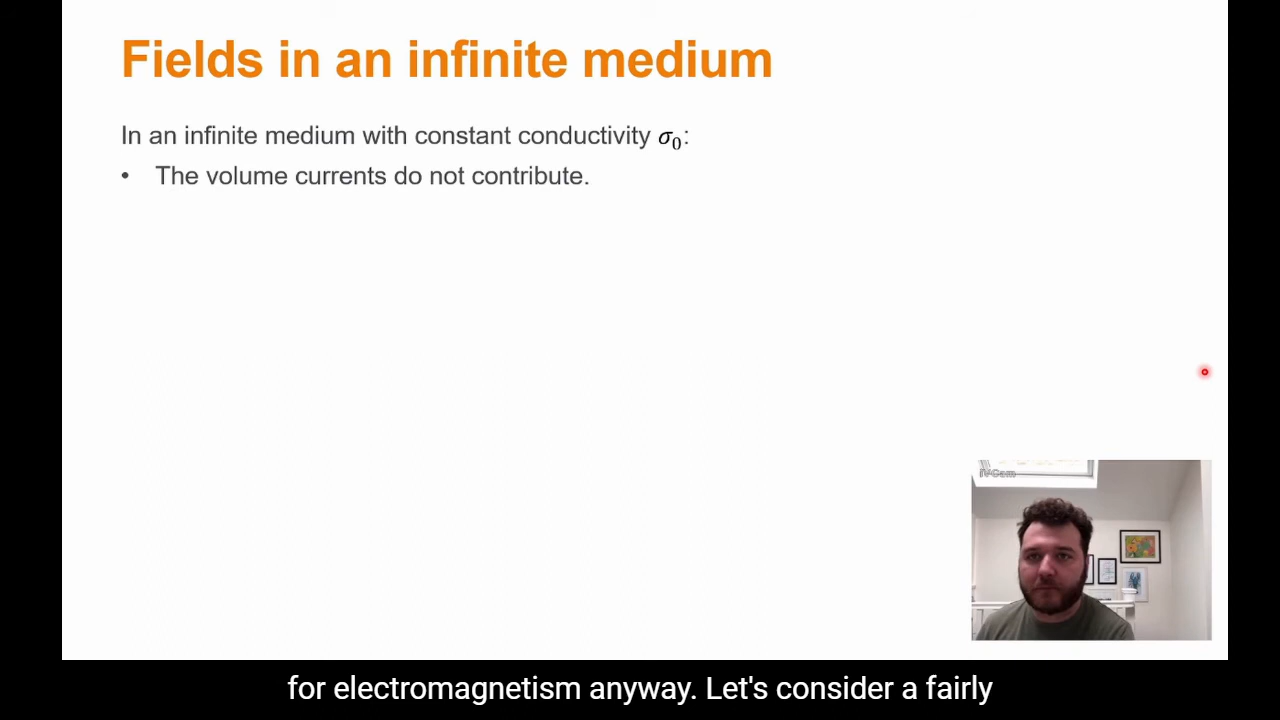 Fields in an infinite medium
In an infinite medium with constant conductivity σ₀:
• The volume currents do not contribute.
iVCam
for electromagnetism anyway. Let's consider a fairly